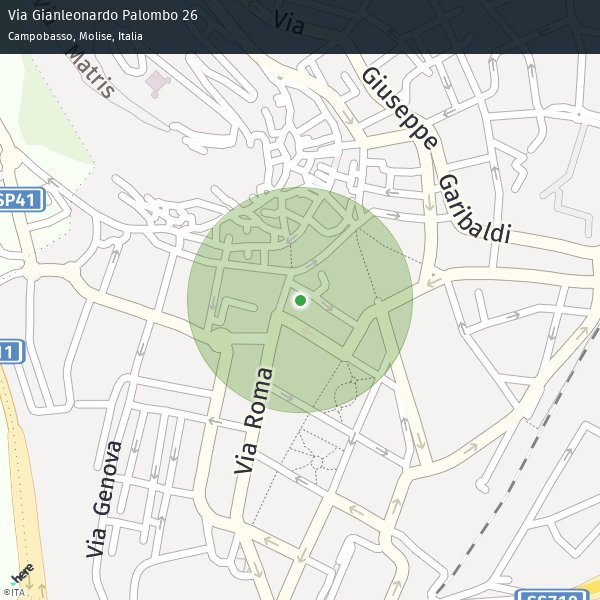 Via Gianleonardo Palombo 26
Campobasso, Molise, Italia
Via
Matris
Giuseppe
Garibaldi
SP41
11
Via Roma
Via Genova
here
©ITA
SS710